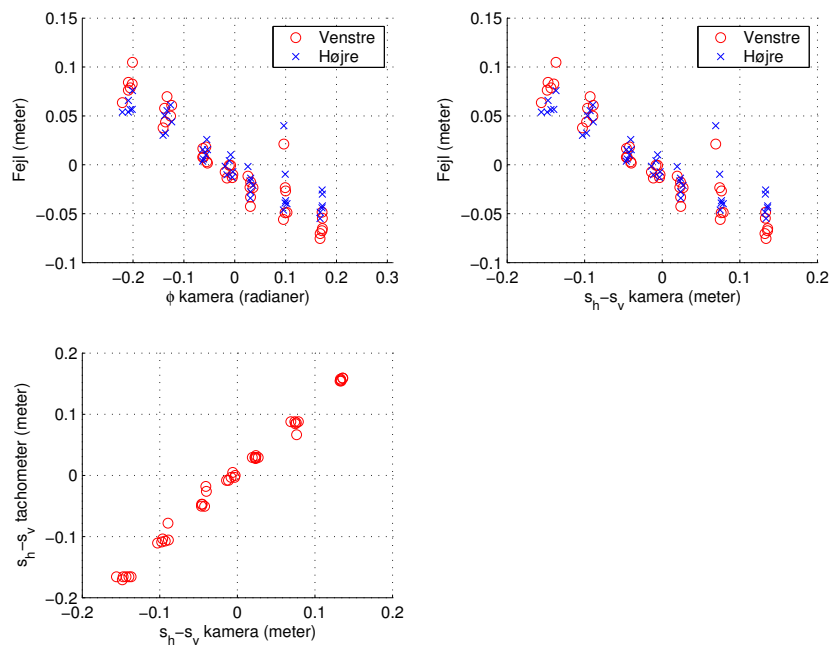 0.15
0.1
0.05
0
−0.05
−0.1
Fejl (meter)
−0.2 −0.1 0 0.1 0.2 0.3
ϕ kamera (radianer)
Venstre
Højre
0.15
0.1
0.05
0
−0.05
−0.1
Fejl (meter)
−0.2 −0.1 0 0.1 0.2
s_h−s_v kamera (meter)
Venstre
Højre
0.2
0.1
0
−0.1
−0.2
s_h−s_v tachometer (meter)
−0.2 −0.1 0 0.1 0.2
s_h−s_v kamera (meter)